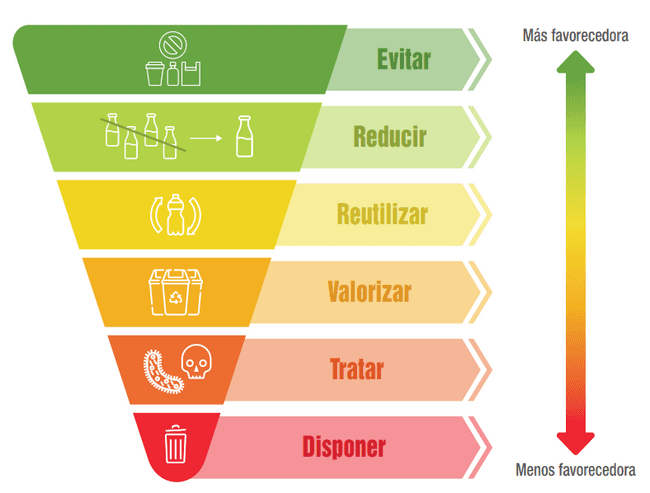 Más favorecedora
Evitar
Reducir
Reutilizar
Valorizar
Tratar
Disponer
Menos favorecedora